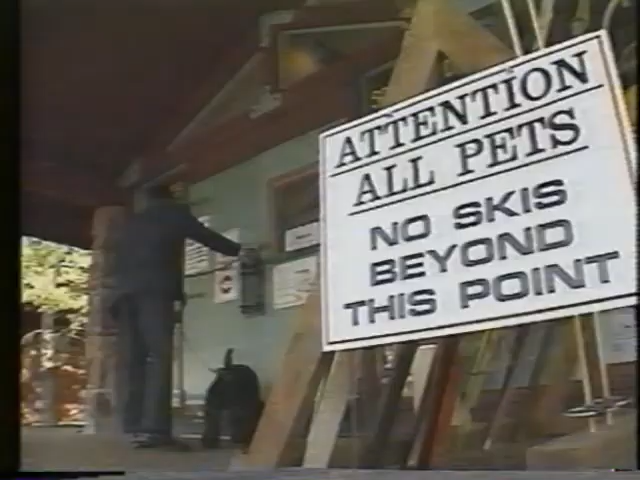 ATTENTION
ALL PETS
NO SKIS
BEYOND
THIS POINT